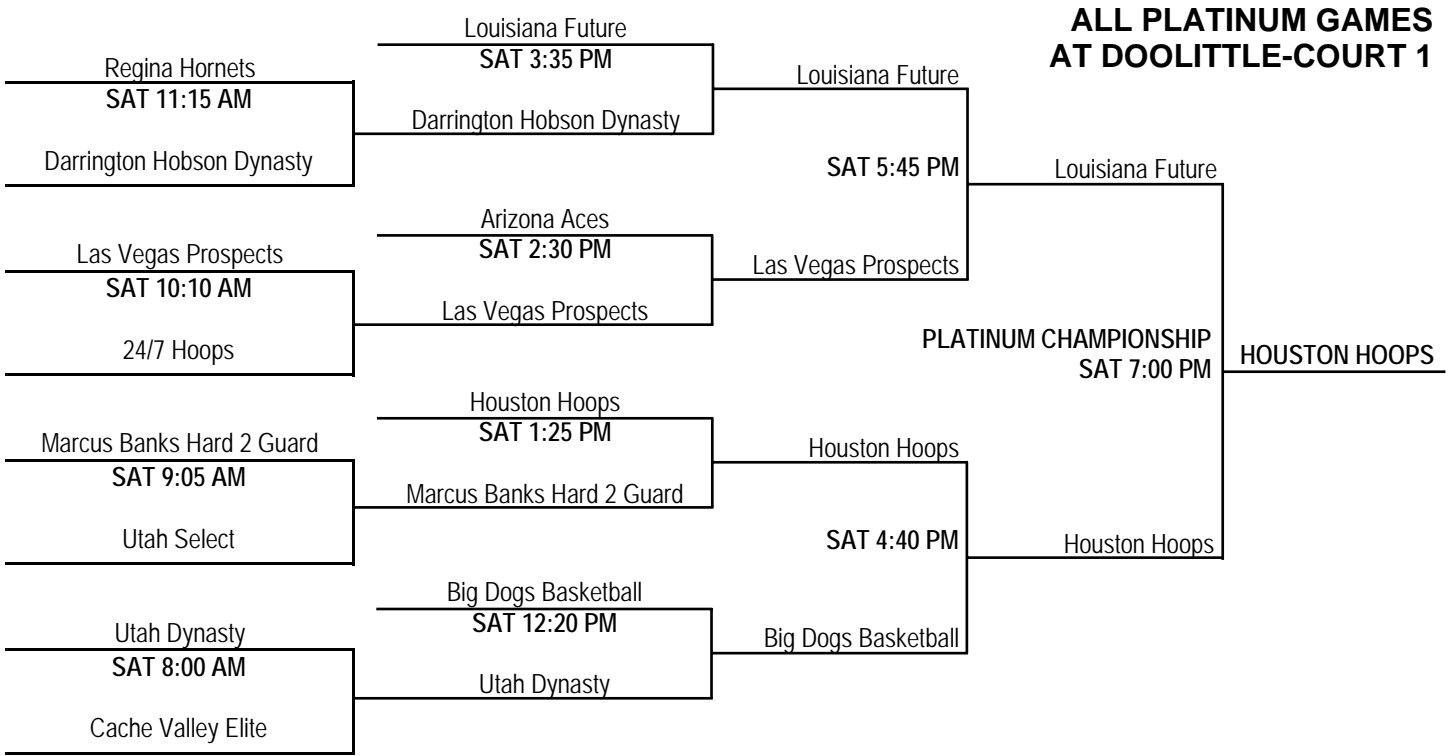 ALL PLATINUM GAMES
AT DOOLITTLE-COURT 1
Regina Hornets
SAT 11:15 AM
Darrington Hobson Dynasty
Las Vegas Prospects
SAT 10:10 AM
24/7 Hoops
Marcus Banks Hard 2 Guard
SAT 9:05 AM
Utah Select
Utah Dynasty
SAT 8:00 AM
Cache Valley Elite
Louisiana Future
SAT 3:35 PM
Darrington Hobson Dynasty
Arizona Aces
SAT 2:30 PM
Las Vegas Prospects
Houston Hoops
SAT 1:25 PM
Marcus Banks Hard 2 Guard
Big Dogs Basketball
SAT 12:20 PM
Utah Dynasty
Louisiana Future
SAT 5:45 PM
Las Vegas Prospects
Houston Hoops
SAT 4:40 PM
Big Dogs Basketball
Louisiana Future
PLATINUM CHAMPIONSHIP
SAT 7:00 PM
Houston Hoops
HOUSTON HOOPS